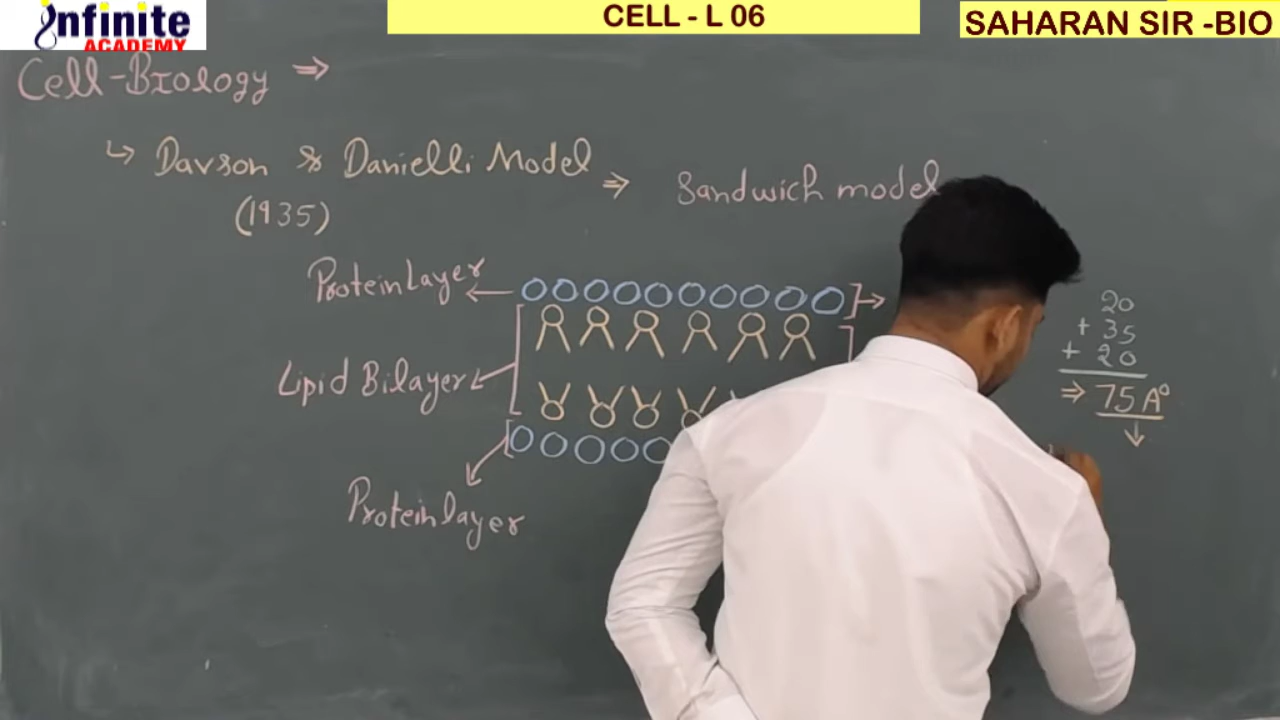 infinite
ACADEMY
CELL - L 06
SAHARAN SIR -BIO
Cell-Biology ⇒
↳ Davson & Danielli Model ⇒ Sandwich model
(1935)
Protein Layer
Lipid Bilayer
Protein layer
20
+ 35
+ 20
⇒ 75 A°